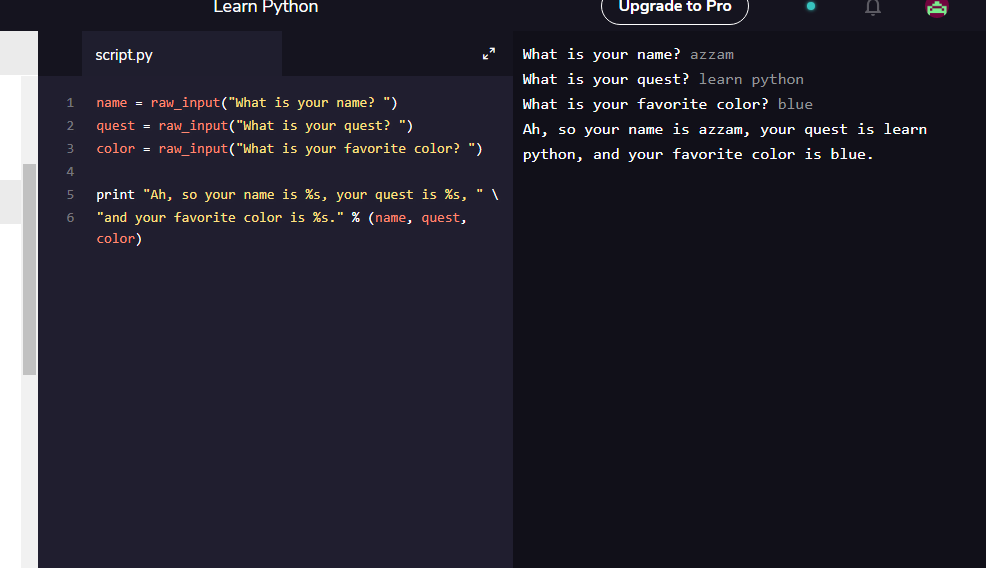 Learn Python
Upgrade to Pro
script.py
1 name = raw_input("What is your name? ")
2 quest = raw_input("What is your quest? ")
3 color = raw_input("What is your favorite color? ")
4
5 print "Ah, so your name is %s, your quest is %s, " \
6 "and your favorite color is %s." % (name, quest,
color)
What is your name? azzam
What is your quest? learn python
What is your favorite color? blue
Ah, so your name is azzam, your quest is learn
python, and your favorite color is blue.